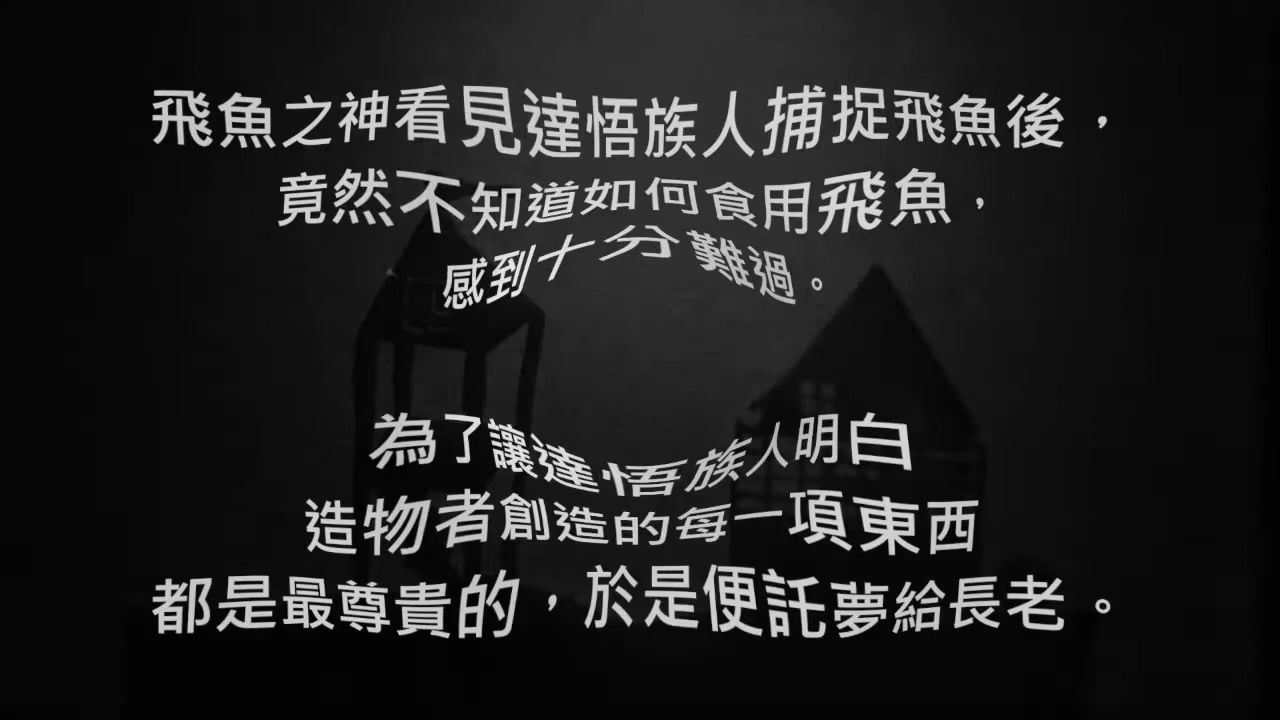 飛魚之神看見達悟族人捕捉飛魚後，
竟然不知道如何食用飛魚，
感到十分難過。
為了讓達悟族人明白
造物者創造的每一項東西
都是最尊貴的，於是便託夢給長老。